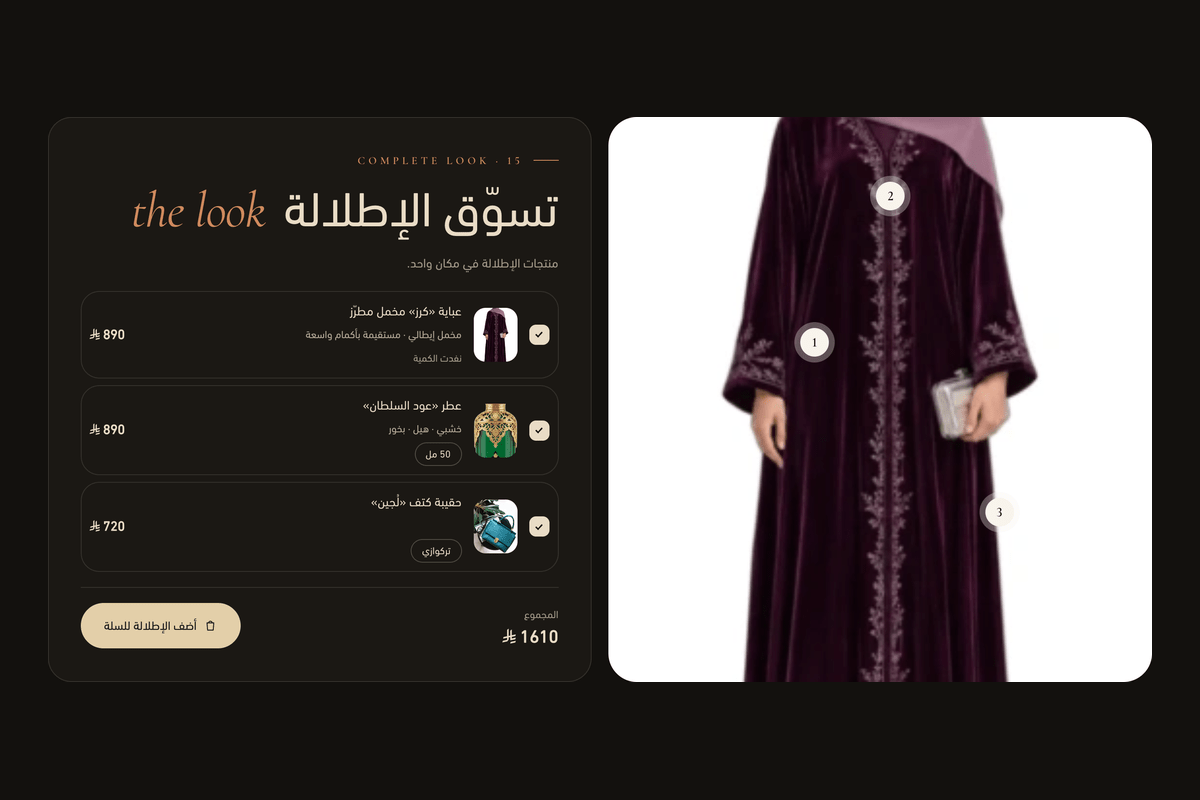 COMPLETE LOOK · 15
تسوّق الإطلالة the look
منتجات الإطلالة في مكان واحد.
عباية «كرز» مخمل مطرّز
مخمل إيطالي · مستقيمة بأكمام واسعة
نفدت الكمية
890 ⃁
عطر «عود السلطان»
خشبي · هيل · بخور
50 مل
890 ⃁
حقيبة كتف «لُجين»
تركوازي
720 ⃁
المجموع
1610 ⃁
أضف الإطلالة للسلة
2
1
3